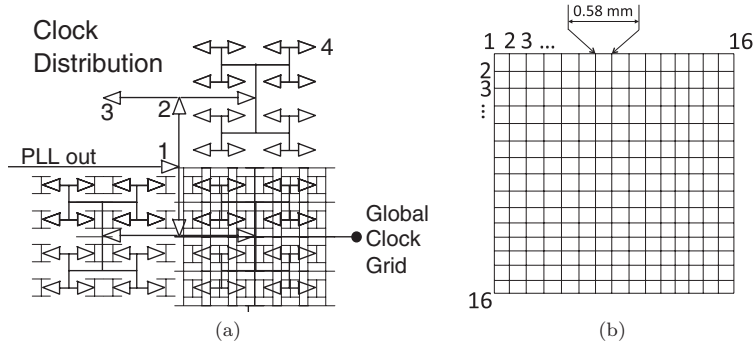 Clock
Distribution
4
3
2
1
PLL out
Global
Clock
Grid
(a)
0.58 mm
1 2 3 ... 16
2
3
...
16
(b)